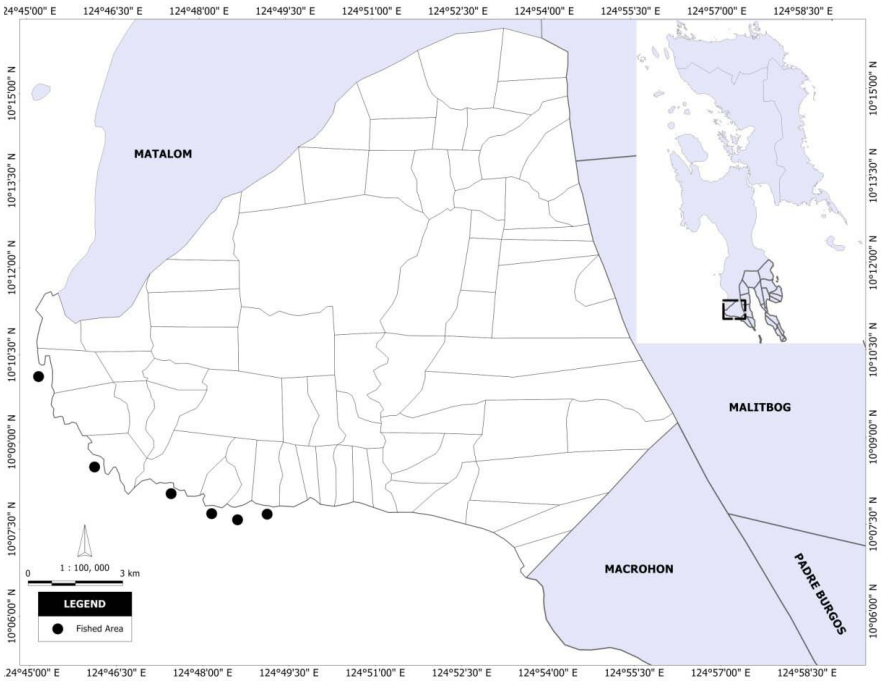 24°45'00" E 124°46'30" E 124°48'00" E 124°49'30" E 124°51'00" E 124°52'30" E 124°54'00" E 124°55'30" E 124°57'00" E 124°58'30" E
10°15'00" N
10°13'30" N
10°12'00" N
10°10'30" N
10°09'00" N
10°07'30" N
10°06'00" N
MATALOM
MALITBOG
MACROHON
PADRE BURGOS
1 : 100, 000
0 3 km
LEGEND
Fished Area
10°15'00" N
10°13'30" N
10°12'00" N
10°10'30" N
10°09'00" N
10°07'30" N
10°06'00" N
24°45'00" E 124°46'30" E 124°48'00" E 124°49'30" E 124°51'00" E 124°52'30" E 124°54'00" E 124°55'30" E 124°57'00" E 124°58'30" E